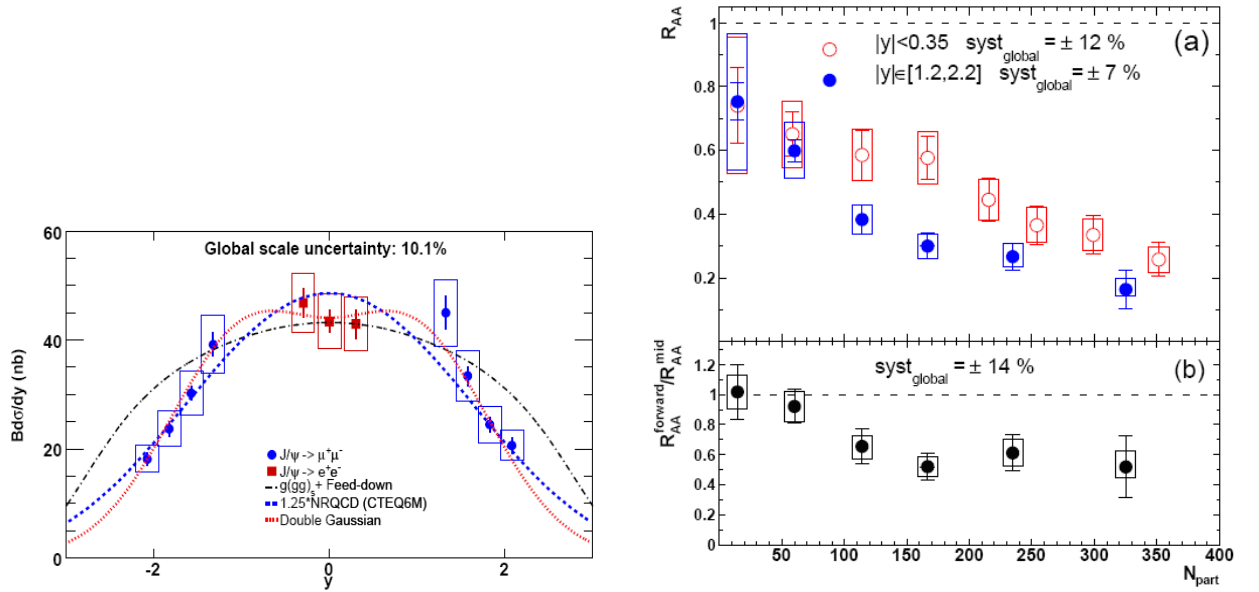 Global scale uncertainty: 10.1%
Bdσ/dy (nb)
60
40
20
0
J/ψ -> μ⁺μ⁻
J/ψ -> e⁺e⁻
g(gg)ₛ + Feed-down
1.25*NRQCD (CTEQ6M)
Double Gaussian
-2 0 2
y
R_AA
(a)
|y|<0.35 syst_global = ± 12 %
|y|∈[1.2,2.2] syst_global = ± 7 %
1
0.8
0.6
0.4
0.2
R_AA^forward/R_AA^mid
(b)
syst_global = ± 14 %
1.2
1
0.8
0.6
0.4
0.2
0
50 100 150 200 250 300 350 400
N_part